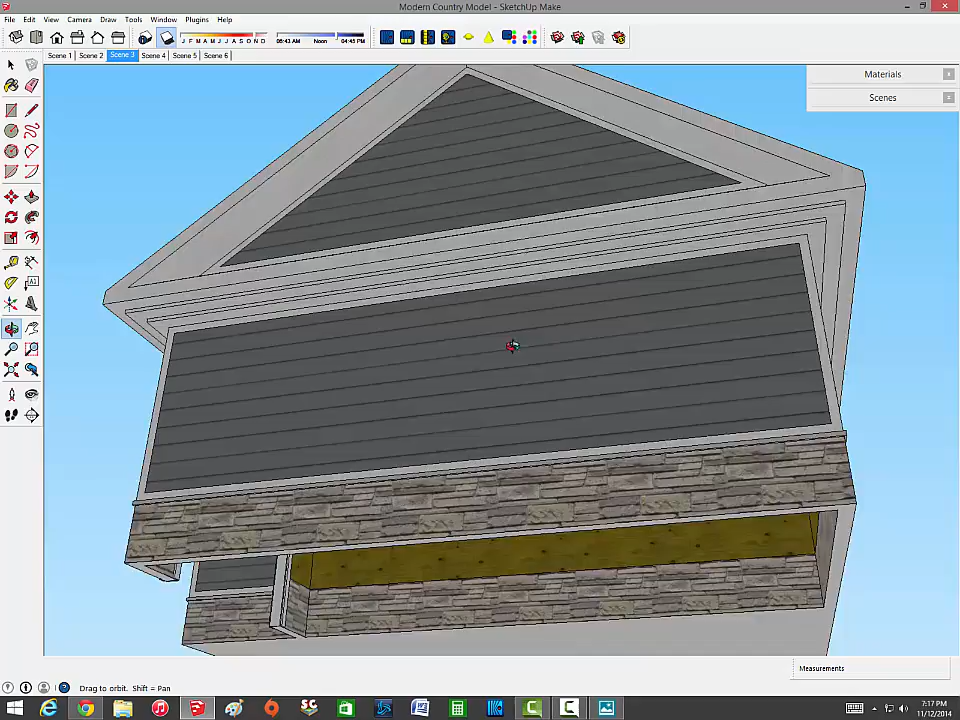 Modern Country Model - SketchUp Make
File Edit View Camera Draw Tools Window Plugins Help
J F M A M J J A S O N D 06:43 AM Noon 04:45 PM
Scene 1 Scene 2 Scene 3 Scene 4 Scene 5 Scene 6
Materials
Scenes
A1
Measurements
Drag to orbit. Shift = Pan
SC
7:17 PM
11/12/2014